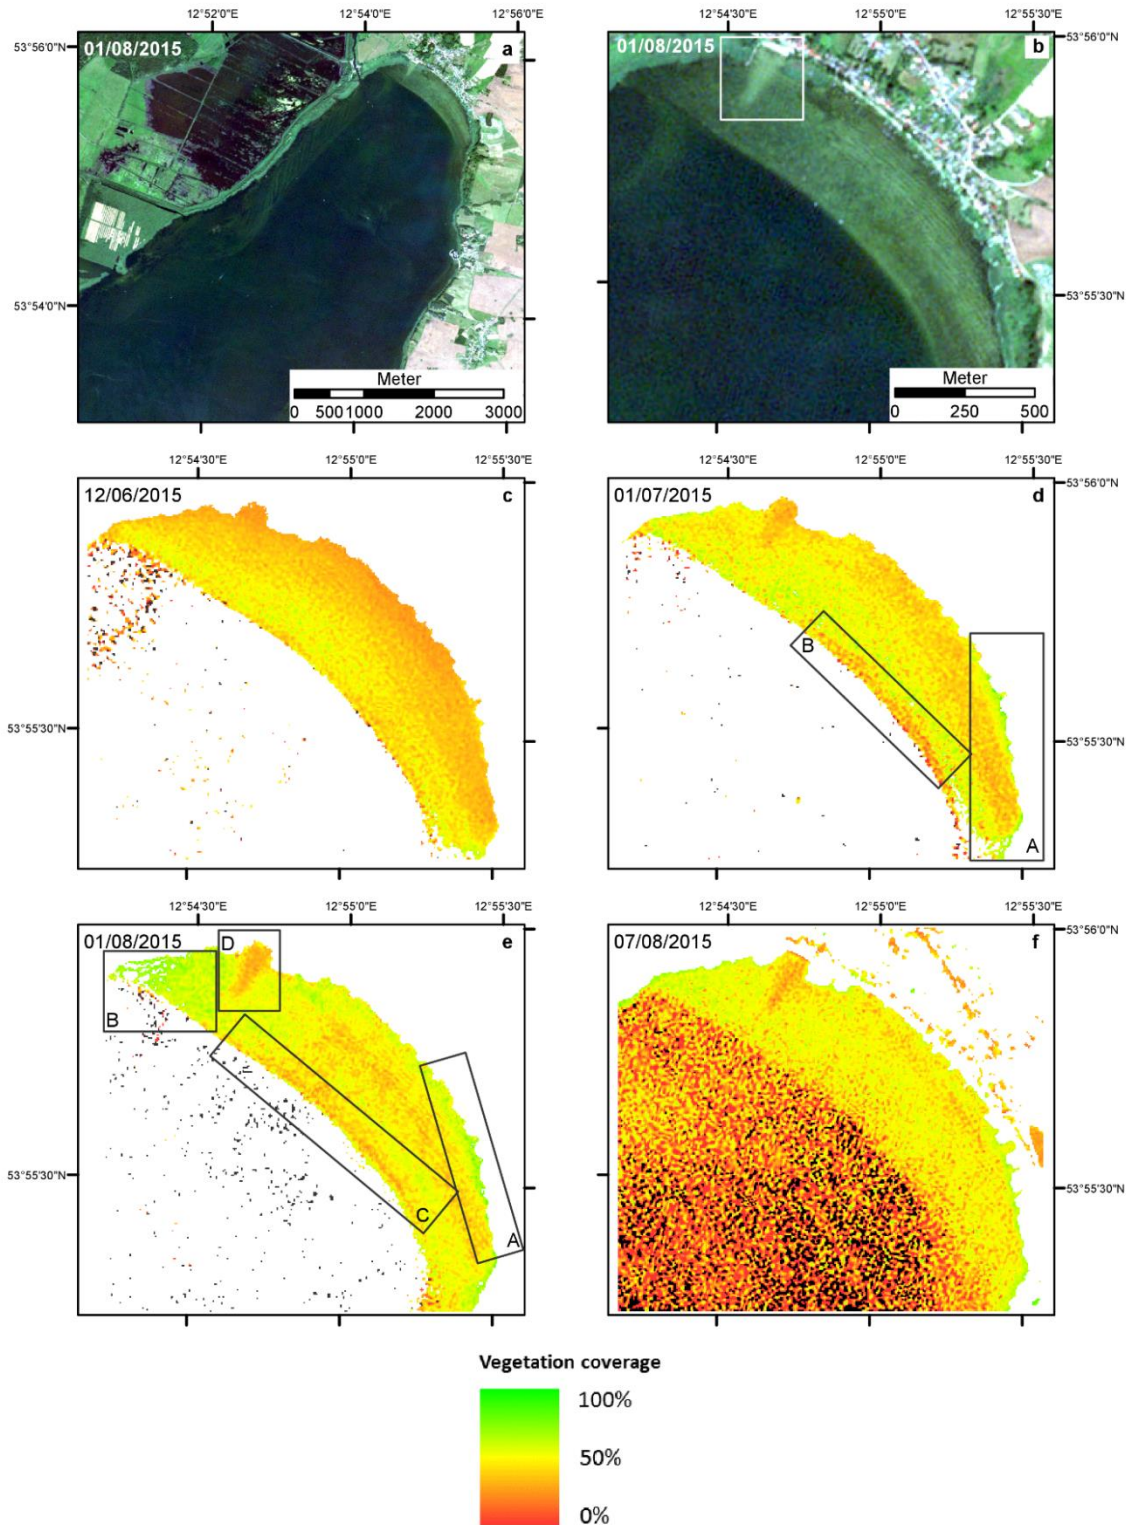 12°52'0"E 12°54'0"E 12°56'0"E
12°54'30"E 12°55'0"E 12°55'30"E
53°56'0"N
01/08/2015 a
53°54'0"N
Meter
0 500 1000 2000 3000
01/08/2015 b
53°56'0"N
53°55'30"N
Meter
0 250 500
12°54'30"E 12°55'0"E 12°55'30"E
12/06/2015 c
53°55'30"N
12°54'30"E 12°55'0"E 12°55'30"E
01/07/2015 d
53°56'0"N
B
53°55'30"N
A
12°54'30"E 12°55'0"E 12°55'30"E
01/08/2015 e
D
B
53°55'30"N
C
A
12°54'30"E 12°55'0"E 12°55'30"E
07/08/2015 f
53°56'0"N
53°55'30"N
Vegetation coverage
100%
50%
0%